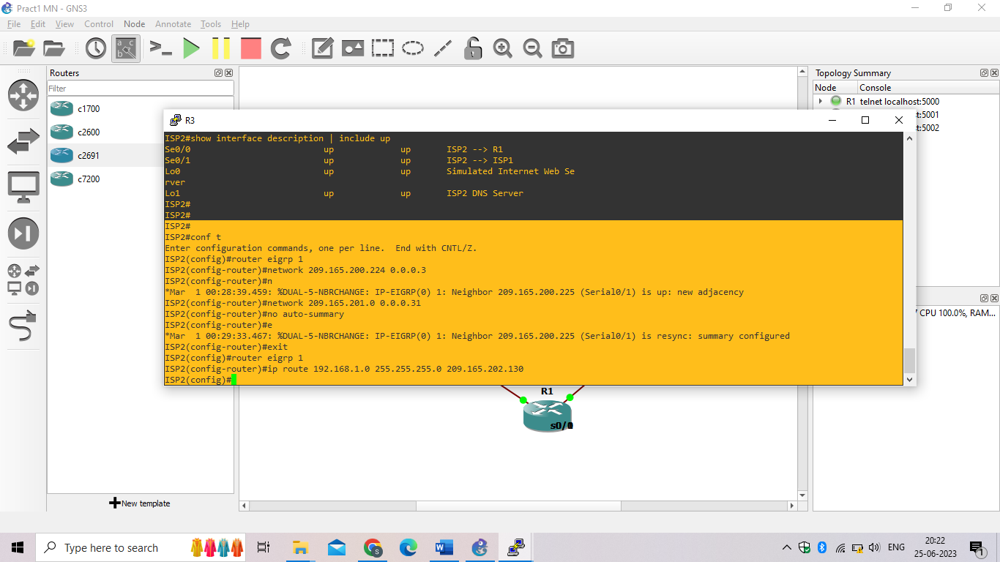 Pract1 MN - GNS3
File Edit View Control Node Annotate Tools Help
Routers
Filter
c1700
c2600
c2691
c7200
New template
Topology Summary
Node Console
R1 telnet localhost:5000
st:5001
st:5002
R3
ISP2#show interface description | include up
Se0/0 up up ISP2 --> R1
Se0/1 up up ISP2 --> ISP1
Lo0 up up Simulated Internet Web Se
rver
Lo1 up up ISP2 DNS Server
ISP2#
ISP2#
ISP2#
ISP2#conf t
Enter configuration commands, one per line.  End with CNTL/Z.
ISP2(config)#router eigrp 1
ISP2(config-router)#network 209.165.200.224 0.0.0.3
ISP2(config-router)#n
*Mar  1 00:28:39.459: %DUAL-5-NBRCHANGE: IP-EIGRP(0) 1: Neighbor 209.165.200.225 (Serial0/1) is up: new adjacency
ISP2(config-router)#network 209.165.201.0 0.0.0.31
ISP2(config-router)#no auto-summary
ISP2(config-router)#e
*Mar  1 00:29:33.467: %DUAL-5-NBRCHANGE: IP-EIGRP(0) 1: Neighbor 209.165.200.225 (Serial0/1) is resync: summary configured
ISP2(config-router)#exit
ISP2(config)#router eigrp 1
ISP2(config-router)#ip route 192.168.1.0 255.255.255.0 209.165.202.130
ISP2(config)#
7 CPU 100.0%, RAM...
R1
Type here to search
ENG
20:22
25-06-2023
1